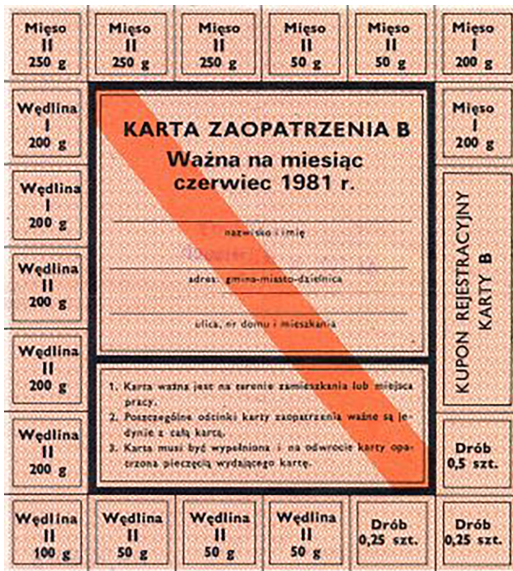 Mięso
II
250 g
Mięso
II
250 g
Mięso
II
250 g
Mięso
II
50 g
Mięso
II
50 g
Mięso
I
200 g
Wędlina
I
200 g
Mięso
I
200 g
KARTA ZAOPATRZENIA B
Ważna na miesiąc
czerwiec 1981 r.
nazwisko i imię
adres: gmina-miasto-dzielnica
ulica, nr domu i mieszkania
Wędlina
I
200 g
Wędlina
II
200 g
Wędlina
II
200 g
Wędlina
II
200 g
KUPON REJESTRACYJNY
KARTY B
1. Karta ważna jest na terenie zamieszkania lub miejsca
pracy.
2. Poszczególne odcinki karty zaopatrzenia ważne są je-
dynie z całą kartą.
3. Karta musi być wypełniona i na odwrocie karty opa-
trzona pieczęcią wydającego kartę.
Drób
0,5 szt.
Wędlina
II
100 g
Wędlina
II
50 g
Wędlina
II
50 g
Wędlina
II
50 g
Drób
0,25 szt.
Drób
0,25 szt.